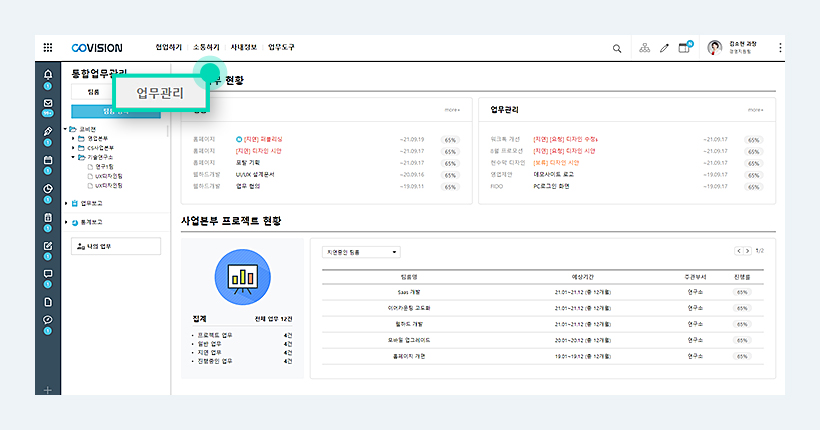 COVISION 협업하기 소통하기 사내정보 업무도구
N 김소현 과장
경영지원팀
통합업무관리
현황
팀룸
업무관리
업무관리
more+
more+
코비젼
영업본부
CS사업본부
기술연구소
연구1팀
UX디자인팀
UX디자인팀
업무보고
통계보고
나의 업무
홈페이지 [지연] 퍼블리싱 ~21.09.19 65%
홈페이지 [지연] 디자인 시안 ~21.09.17 65%
홈페이지 포탈 기획 ~21.09.17 65%
웹하드개발 UI/UX 설계문서 ~20.09.16 65%
웹하드개발 업무 협의 ~19.09.11 65%
워크톡 개선 [지연] [요청] 디자인 수정 ~21.09.17 65%
8월 프로모션 [지연] [요청] 디자인 시안 ~21.09.17 65%
현수막 디자인 [보류] 디자인 시안 ~21.09.17 65%
영업제안 데모사이트 로고 ~19.09.17 65%
PC로그인 화면 ~19.09.17 65%
사업본부 프로젝트 현황
집계 전체 업무 12건
• 프로젝트 업무 4건
• 일반 업무 4건
• 지연 업무 4건
• 진행중인 업무 4건
지연중인 팀룸
< > 1/2
팀룸명 예상기간 주관부서 진행률
SaaS 개발 21.01~21.12 (총 12개월) 연구소 65%
이어카운팅 고도화 21.01~21.12 (총 12개월) 연구소 65%
웹하드 개발 21.01~21.12 (총 12개월) 연구소 65%
모바일 업그레이드 20.01~20.12 (총 12개월) 연구소 65%
홈페이지 개편 19.01~19.12 (총 12개월) 연구소 65%